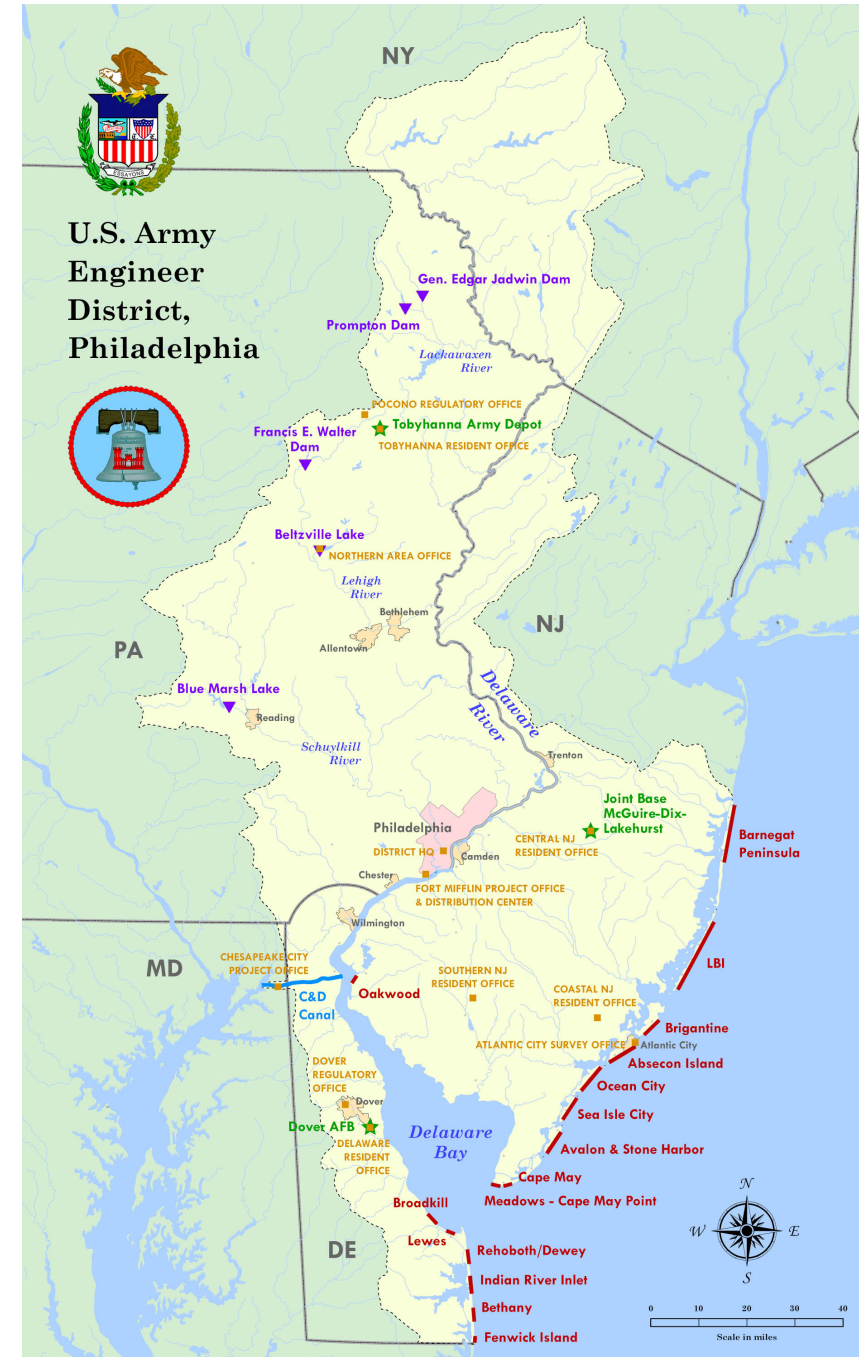 NY
ESSAYONS
U.S. Army
Engineer
District,
Philadelphia
Gen. Edgar Jadwin Dam
Prompton Dam
Lackawaxen
River
POCONO REGULATORY OFFICE
Tobyhanna Army Depot
TOBYHANNA RESIDENT OFFICE
Francis E. Walter
Dam
Beltzville Lake
NORTHERN AREA OFFICE
Lehigh
River
Bethlehem
Allentown
NJ
PA
Blue Marsh Lake
Reading
Delaware
River
Schuylkill
River
Trenton
Joint Base
McGuire-Dix-
Lakehurst
Philadelphia
DISTRICT HQ
Camden
CENTRAL NJ
RESIDENT OFFICE
Barnegat
Peninsula
Chester
FORT MIFFLIN PROJECT OFFICE
& DISTRIBUTION CENTER
Wilmington
MD
CHESAPEAKE CITY
PROJECT OFFICE
C&D
Canal
Oakwood
SOUTHERN NJ
RESIDENT OFFICE
LBI
COASTAL NJ
RESIDENT OFFICE
Brigantine
ATLANTIC CITY SURVEY OFFICE
Atlantic City
Absecon Island
DOVER
REGULATORY
OFFICE
Dover
Ocean City
Sea Isle City
Dover AFB
DELAWARE
RESIDENT
OFFICE
Delaware
Bay
Avalon & Stone Harbor
Cape May
Meadows - Cape May Point
Broadkill
Lewes
DE
Rehoboth/Dewey
Indian River Inlet
Bethany
Fenwick Island
N
W
E
S
0 10 20 30 40
Scale in miles